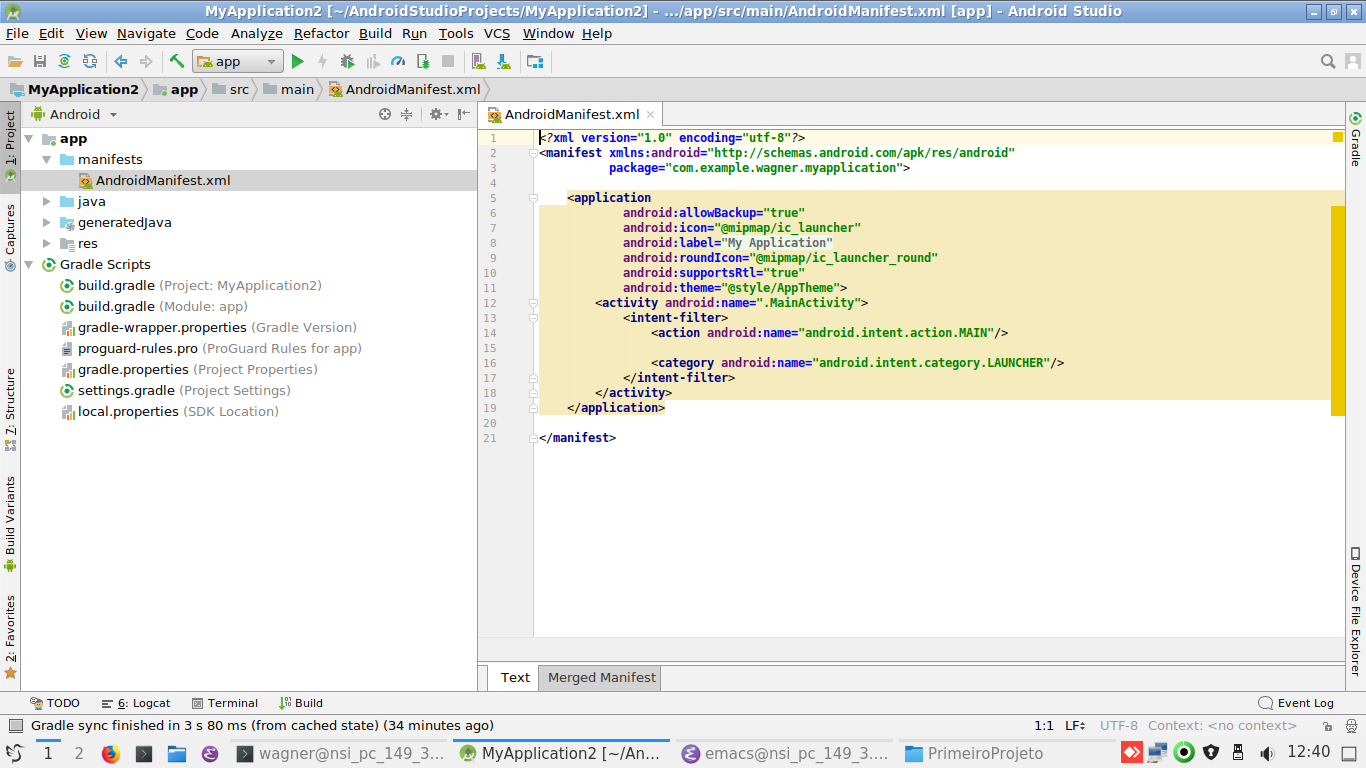 MyApplication2 [~/AndroidStudioProjects/MyApplication2] - .../app/src/main/AndroidManifest.xml [app] - Android Studio
File Edit View Navigate Code Analyze Refactor Build Run Tools VCS Window Help
app
MyApplication2 app src main AndroidManifest.xml
1: Project
Captures
7: Structure
Build Variants
2: Favorites
Android
app
manifests
AndroidManifest.xml
java
generatedJava
res
Gradle Scripts
build.gradle (Project: MyApplication2)
build.gradle (Module: app)
gradle-wrapper.properties (Gradle Version)
proguard-rules.pro (ProGuard Rules for app)
gradle.properties (Project Properties)
settings.gradle (Project Settings)
local.properties (SDK Location)
AndroidManifest.xml
1 <?xml version="1.0" encoding="utf-8"?>
2 <manifest xmlns:android="http://schemas.android.com/apk/res/android"
3 package="com.example.wagner.myapplication">
4
5 <application
6 android:allowBackup="true"
7 android:icon="@mipmap/ic_launcher"
8 android:label="My Application"
9 android:roundIcon="@mipmap/ic_launcher_round"
10 android:supportsRtl="true"
11 android:theme="@style/AppTheme">
12 <activity android:name=".MainActivity">
13 <intent-filter>
14 <action android:name="android.intent.action.MAIN"/>
15
16 <category android:name="android.intent.category.LAUNCHER"/>
17 </intent-filter>
18 </activity>
19 </application>
20
21 </manifest>
Text Merged Manifest
Gradle
Device File Explorer
TODO 6: Logcat Terminal Build Event Log
Gradle sync finished in 3 s 80 ms (from cached state) (34 minutes ago) 1:1 LF UTF-8 Context: <no context>
1 2 wagner@nsi_pc_149_3... MyApplication2 [~/An... emacs@nsi_pc_149_3.... PrimeiroProjeto 12:40